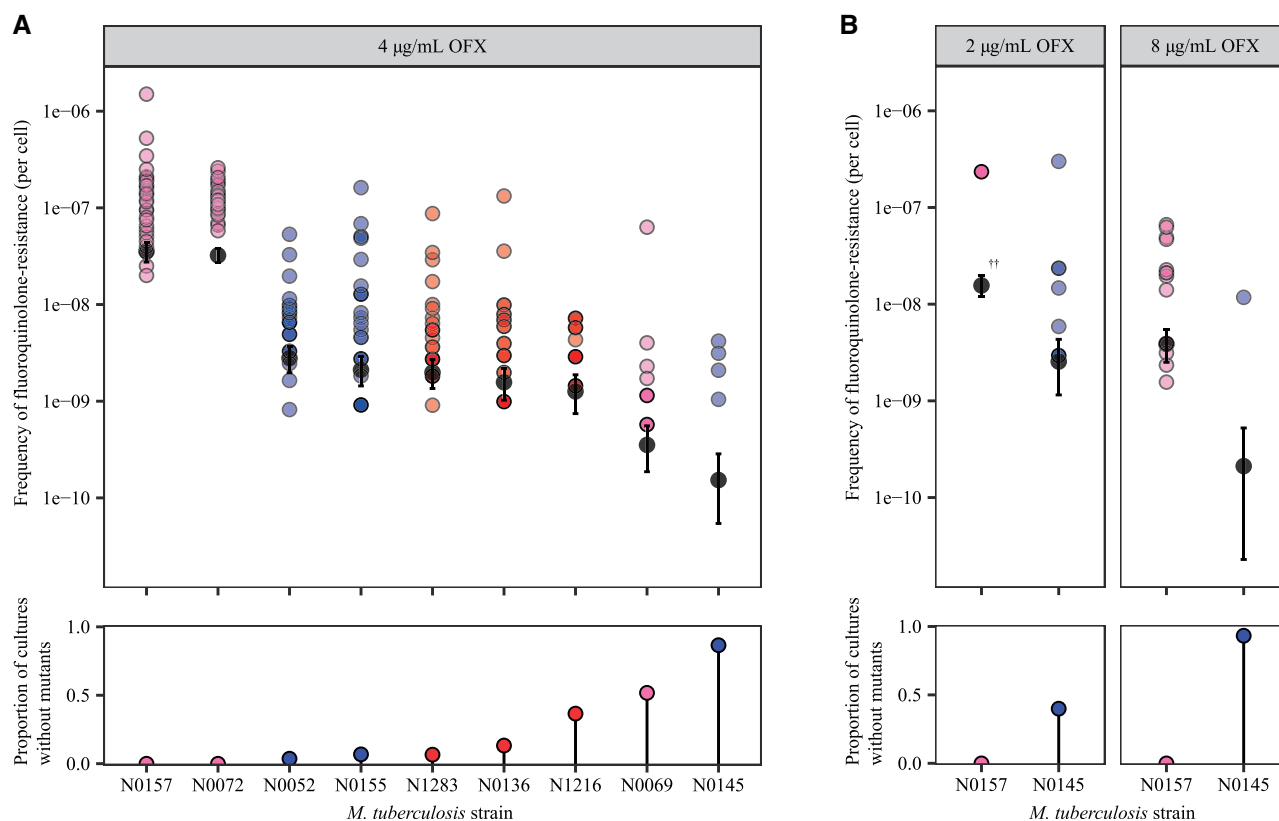 A
4 μg/mL OFX
Frequency of fluoroquinolone-resistance (per cell)
1e−06
1e−07
1e−08
1e−09
1e−10
Proportion of cultures
without mutants
1.0
0.5
0.0
N0157 N0072 N0052 N0155 N1283 N0136 N1216 N0069 N0145
M. tuberculosis strain
B
2 μg/mL OFX 8 μg/mL OFX
Frequency of fluoroquinolone-resistance (per cell)
1e−06
1e−07
1e−08
1e−09
1e−10
††
Proportion of cultures
without mutants
1.0
0.5
0.0
N0157 N0145 N0157 N0145
M. tuberculosis strain